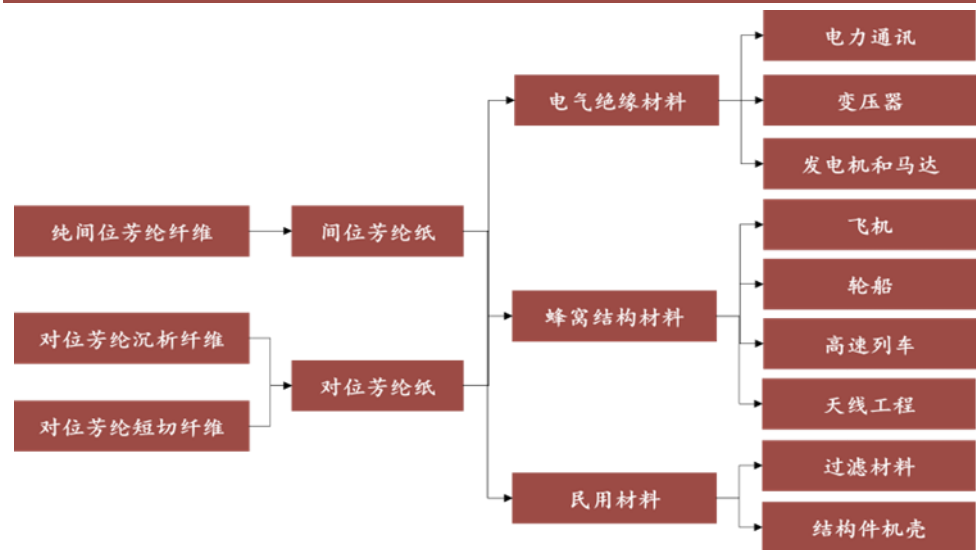 纯间位芳纶纤维
对位芳纶沉析纤维
对位芳纶短切纤维
间位芳纶纸
对位芳纶纸
电气绝缘材料
蜂窝结构材料
民用材料
电力通讯
变压器
发电机和马达
飞机
轮船
高速列车
天线工程
过滤材料
结构件机壳